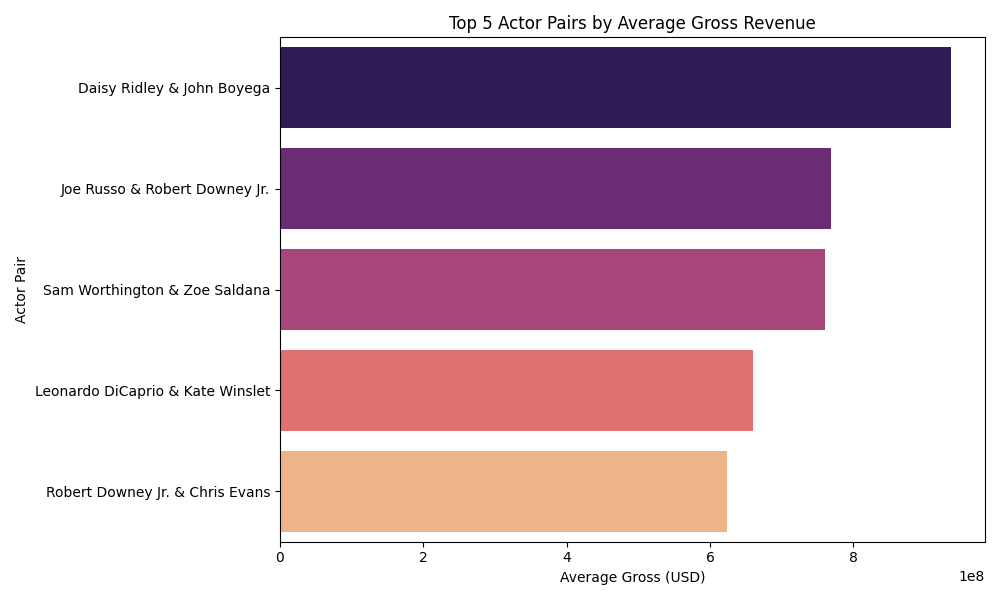 Top 5 Actor Pairs by Average Gross Revenue
Actor Pair
Daisy Ridley & John Boyega
Joe Russo & Robert Downey Jr.
Sam Worthington & Zoe Saldana
Leonardo DiCaprio & Kate Winslet
Robert Downey Jr. & Chris Evans
0 2 4 6 8
1e8
Average Gross (USD)